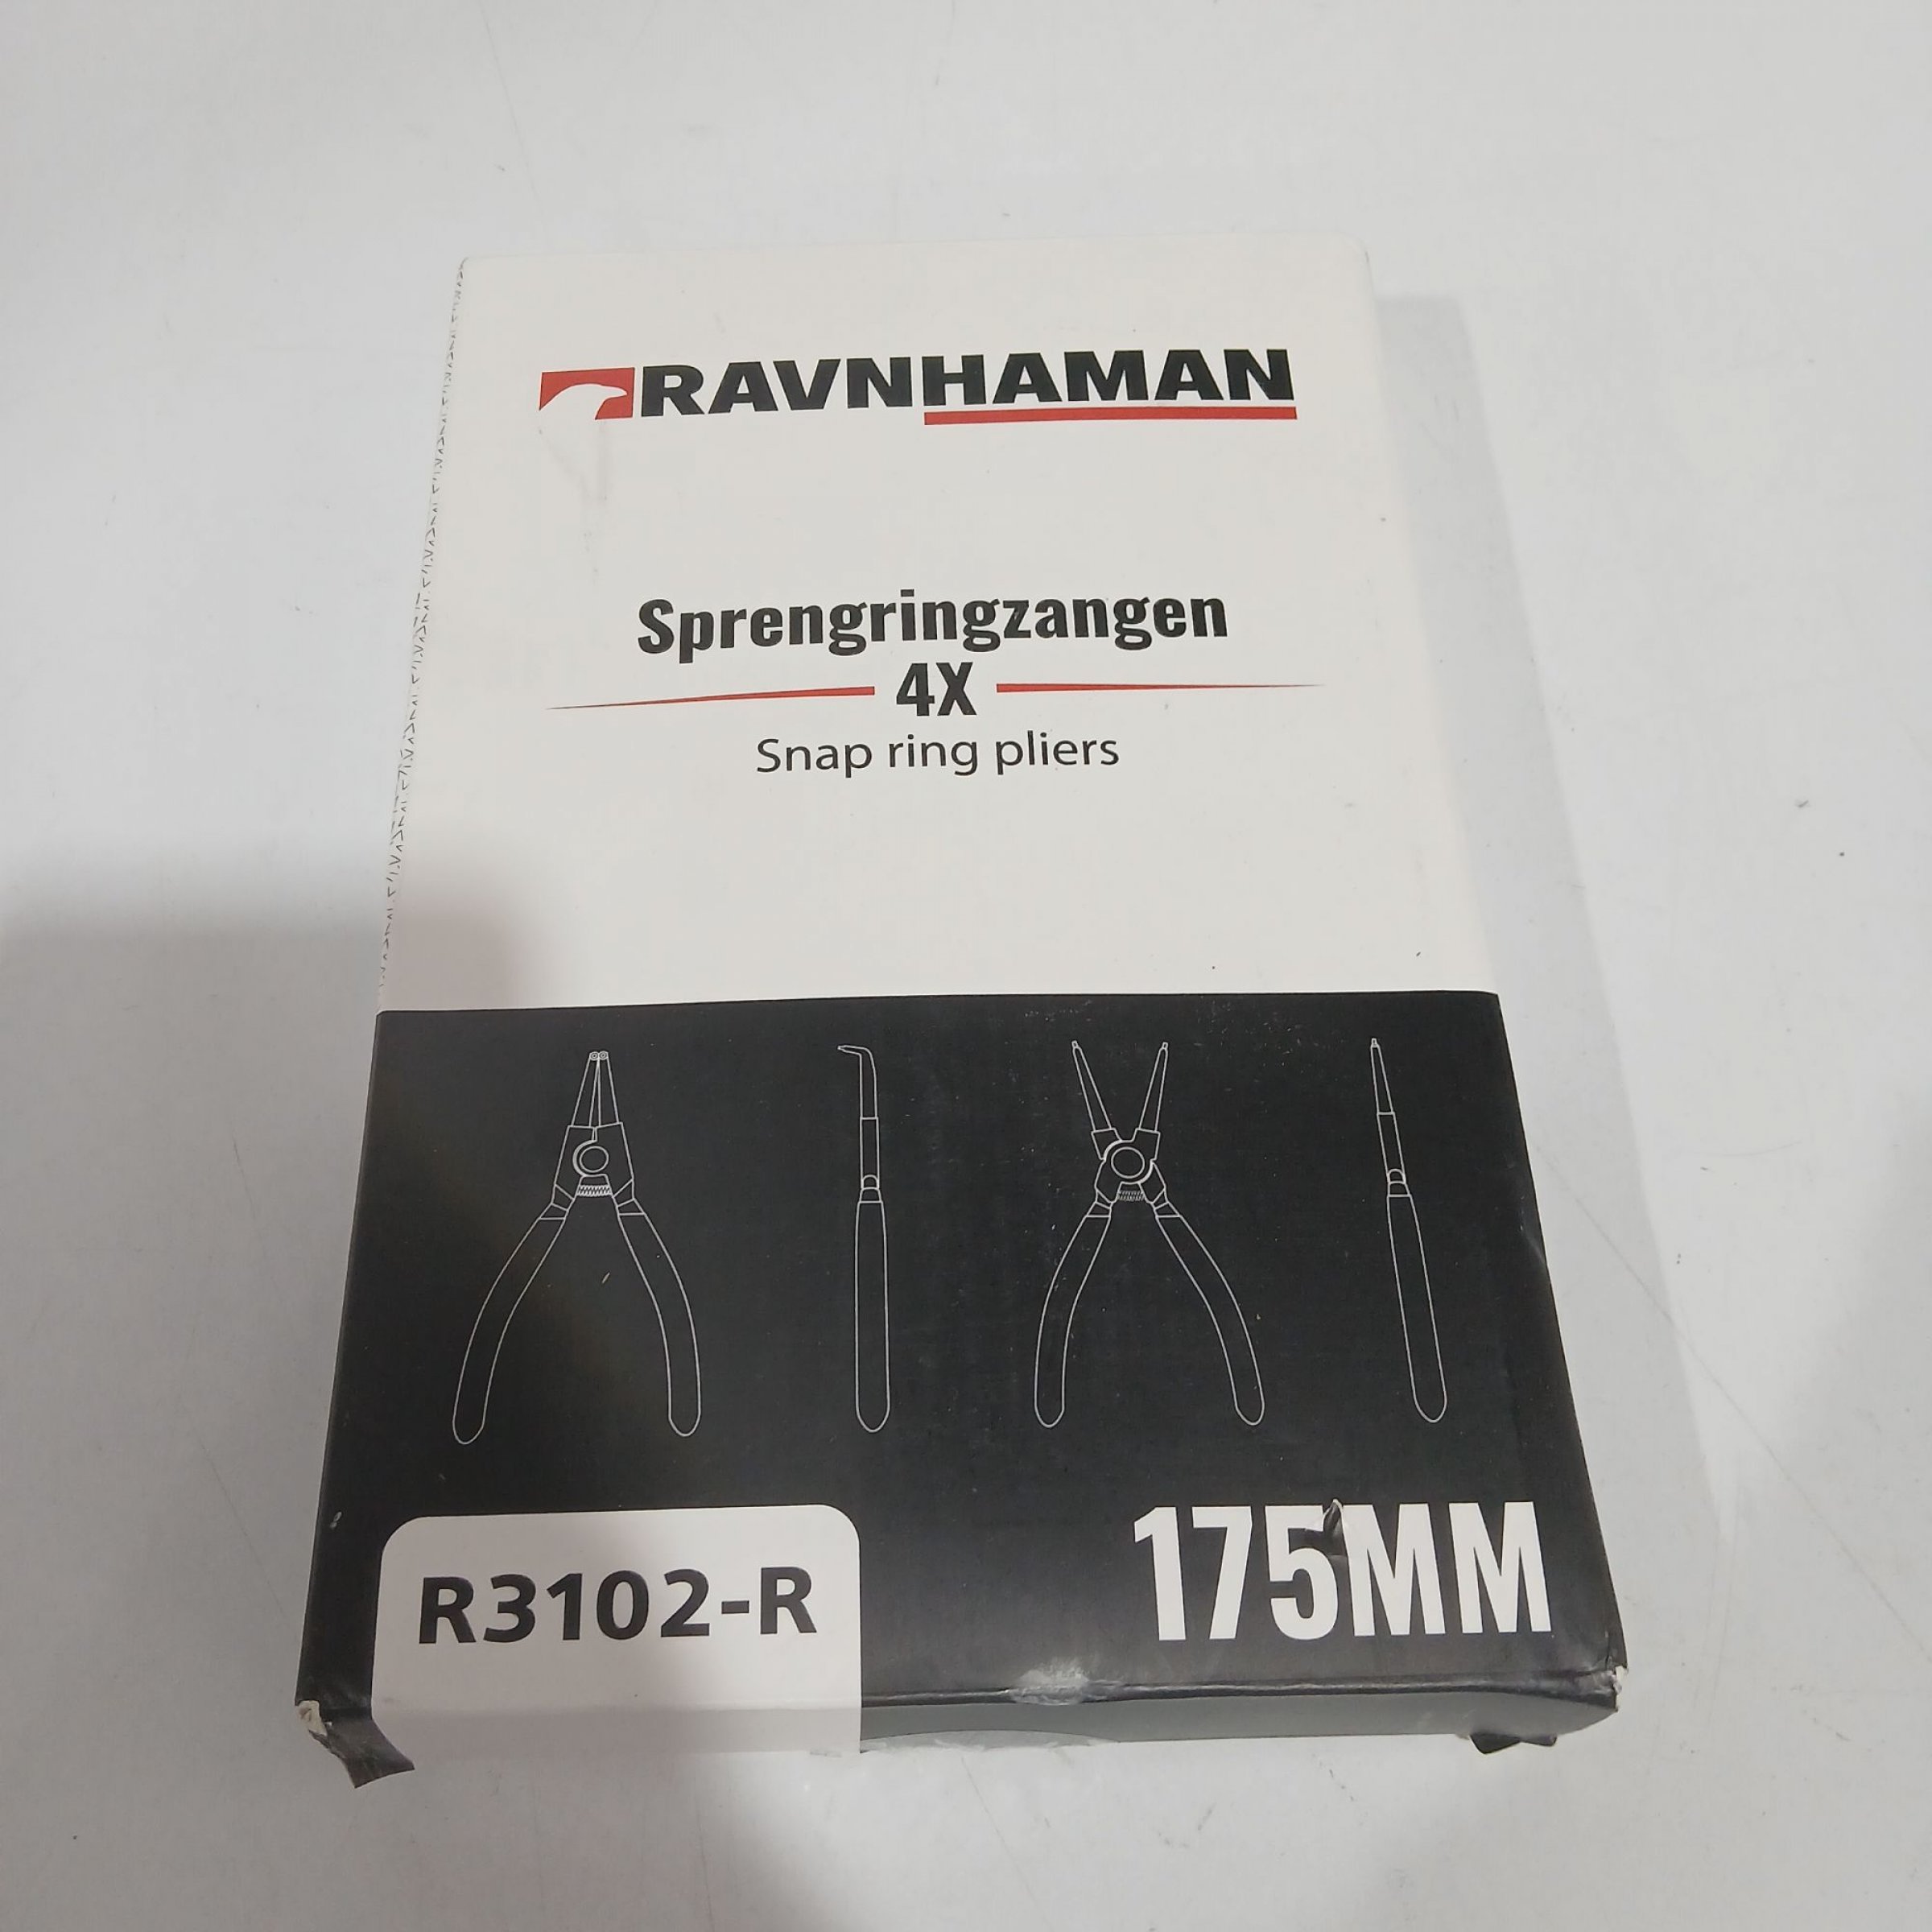 RAVNHAMAN
Sprengringzangen
4X
Snap ring pliers
R3102-R
175MM